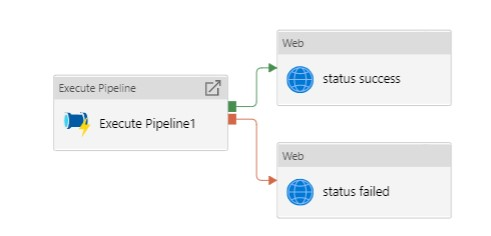 Web
status success
Execute Pipeline
Execute Pipeline1
Web
status failed